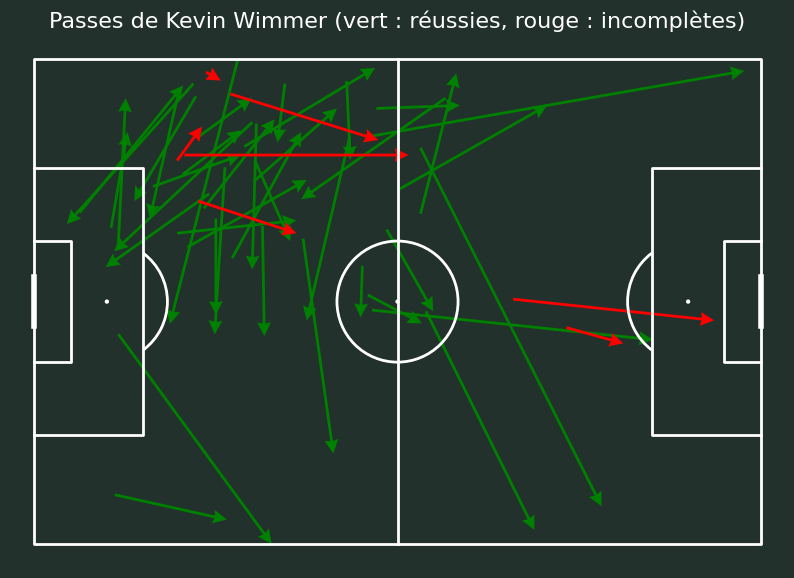 Passes de Kevin Wimmer (vert : réussies, rouge : incomplètes)